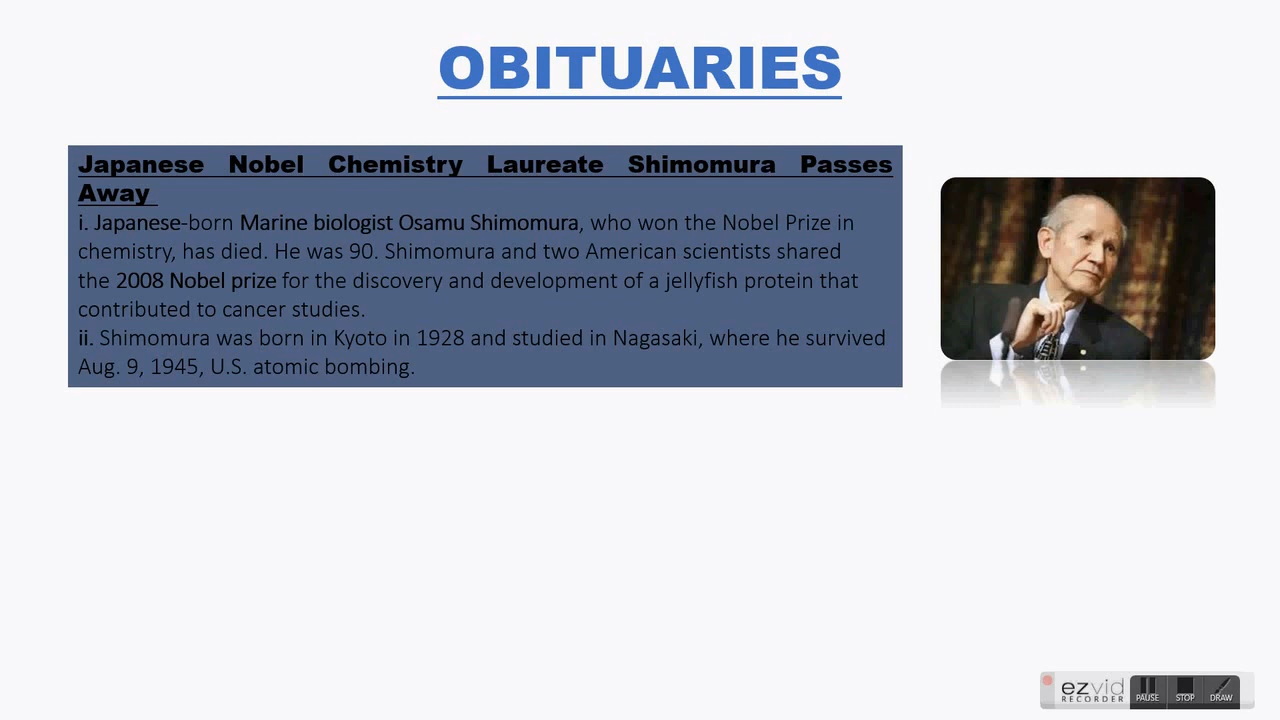 OBITUARIES
Japanese Nobel Chemistry Laureate Shimomura Passes
Away
i. Japanese-born Marine biologist Osamu Shimomura, who won the Nobel Prize in
chemistry, has died. He was 90. Shimomura and two American scientists shared
the 2008 Nobel prize for the discovery and development of a jellyfish protein that
contributed to cancer studies.
ii. Shimomura was born in Kyoto in 1928 and studied in Nagasaki, where he survived
Aug. 9, 1945, U.S. atomic bombing.
ezvid
RECORDER
PAUSE STOP DRAW